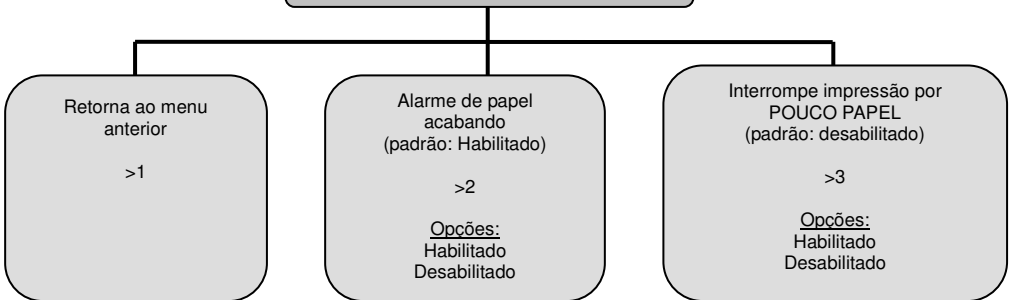 Retorna ao menu
anterior
>1
Alarme de papel
acabando
(padrão: Habilitado)
>2
Opções:
Habilitado
Desabilitado
Interrompe impressão por
POUCO PAPEL
(padrão: desabilitado)
>3
Opções:
Habilitado
Desabilitado